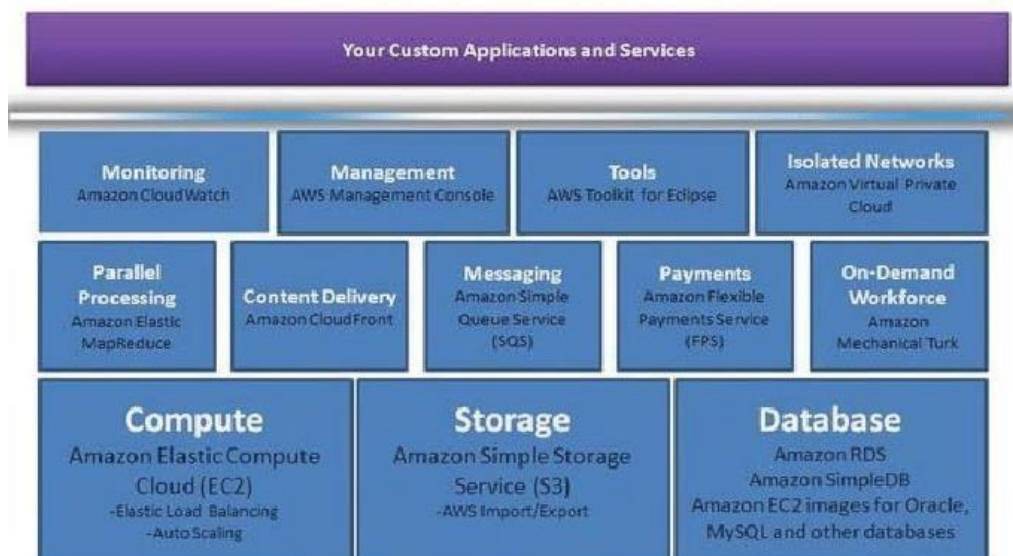 Your Custom Applications and Services
Monitoring
Amazon CloudWatch
Management
AWS Management Console
Tools
AWS Toolkit for Eclipse
Isolated Networks
Amazon Virtual Private
Cloud
Parallel
Processing
Amazon Elastic
MapReduce
Content Delivery
Amazon CloudFront
Messaging
Amazon Simple
Queue Service
(SQS)
Payments
Amazon Flexible
Payments Service
(FPS)
On-Demand
Workforce
Amazon
Mechanical Turk
Compute
Amazon Elastic Compute
Cloud (EC2)
-Elastic Load Balancing
-Auto Scaling
Storage
Amazon Simple Storage
Service (S3)
-AWS Import/Export
Database
Amazon RDS
Amazon SimpleDB
Amazon EC2 images for Oracle,
MySQL and other databases